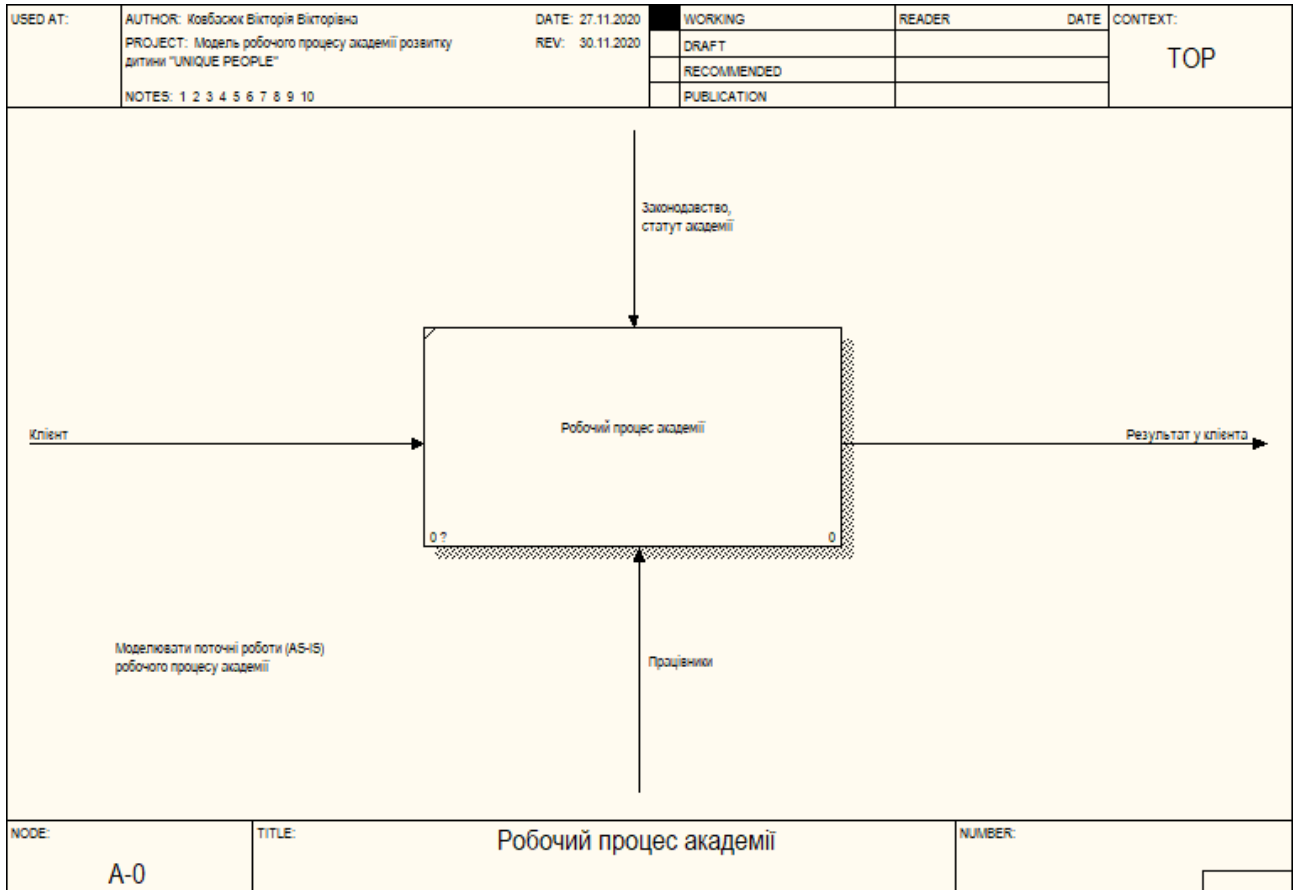 USED AT:
AUTHOR: Ковбасюк Вікторія Вікторівна
DATE: 27.11.2020
PROJECT: Модель робочого процесу академії розвитку
дитини "UNIQUE PEOPLE"
REV: 30.11.2020
NOTES: 1 2 3 4 5 6 7 8 9 10
WORKING
DRAFT
RECOMMENDED
PUBLICATION
READER
DATE
CONTEXT:
TOP
Законодавство,
статут академії
Клієнт
Робочий процес академії
Результат у клієнта
0 ?
0
Моделювати поточні роботи (AS-IS)
робочого процесу академії
Працівники
NODE:
A-0
TITLE:
Робочий процес академії
NUMBER: